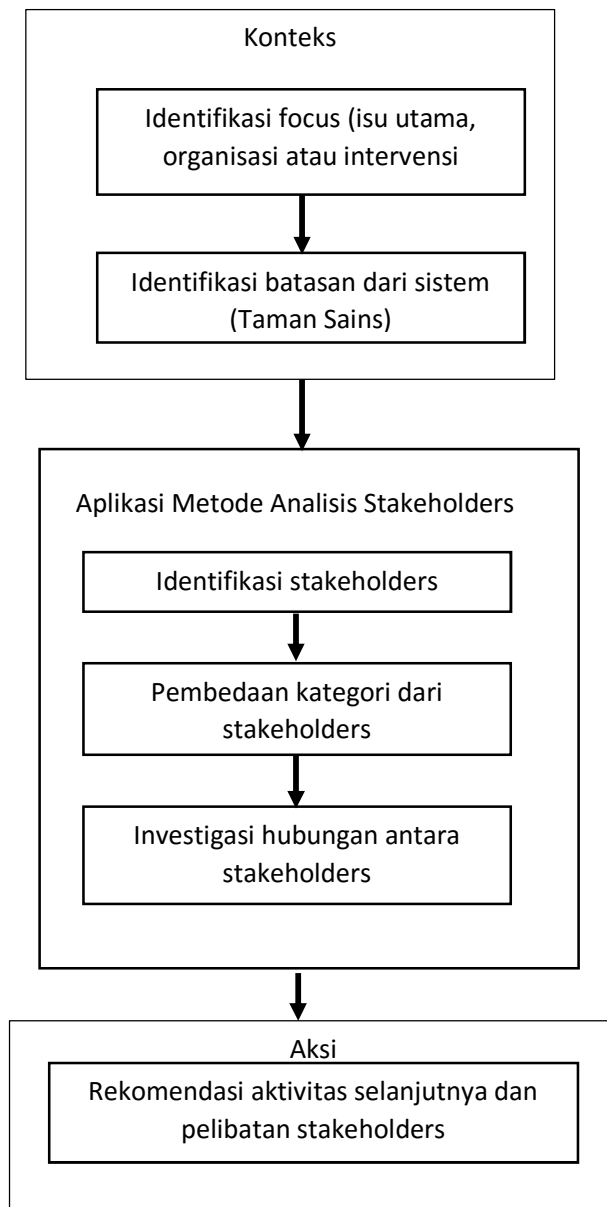 Konteks
Identifikasi focus (isu utama,
organisasi atau intervensi
Identifikasi batasan dari sistem
(Taman Sains)
Aplikasi Metode Analisis Stakeholders
Identifikasi stakeholders
Pembedaan kategori dari
stakeholders
Investigasi hubungan antara
stakeholders
Aksi
Rekomendasi aktivitas selanjutnya dan
pelibatan stakeholders